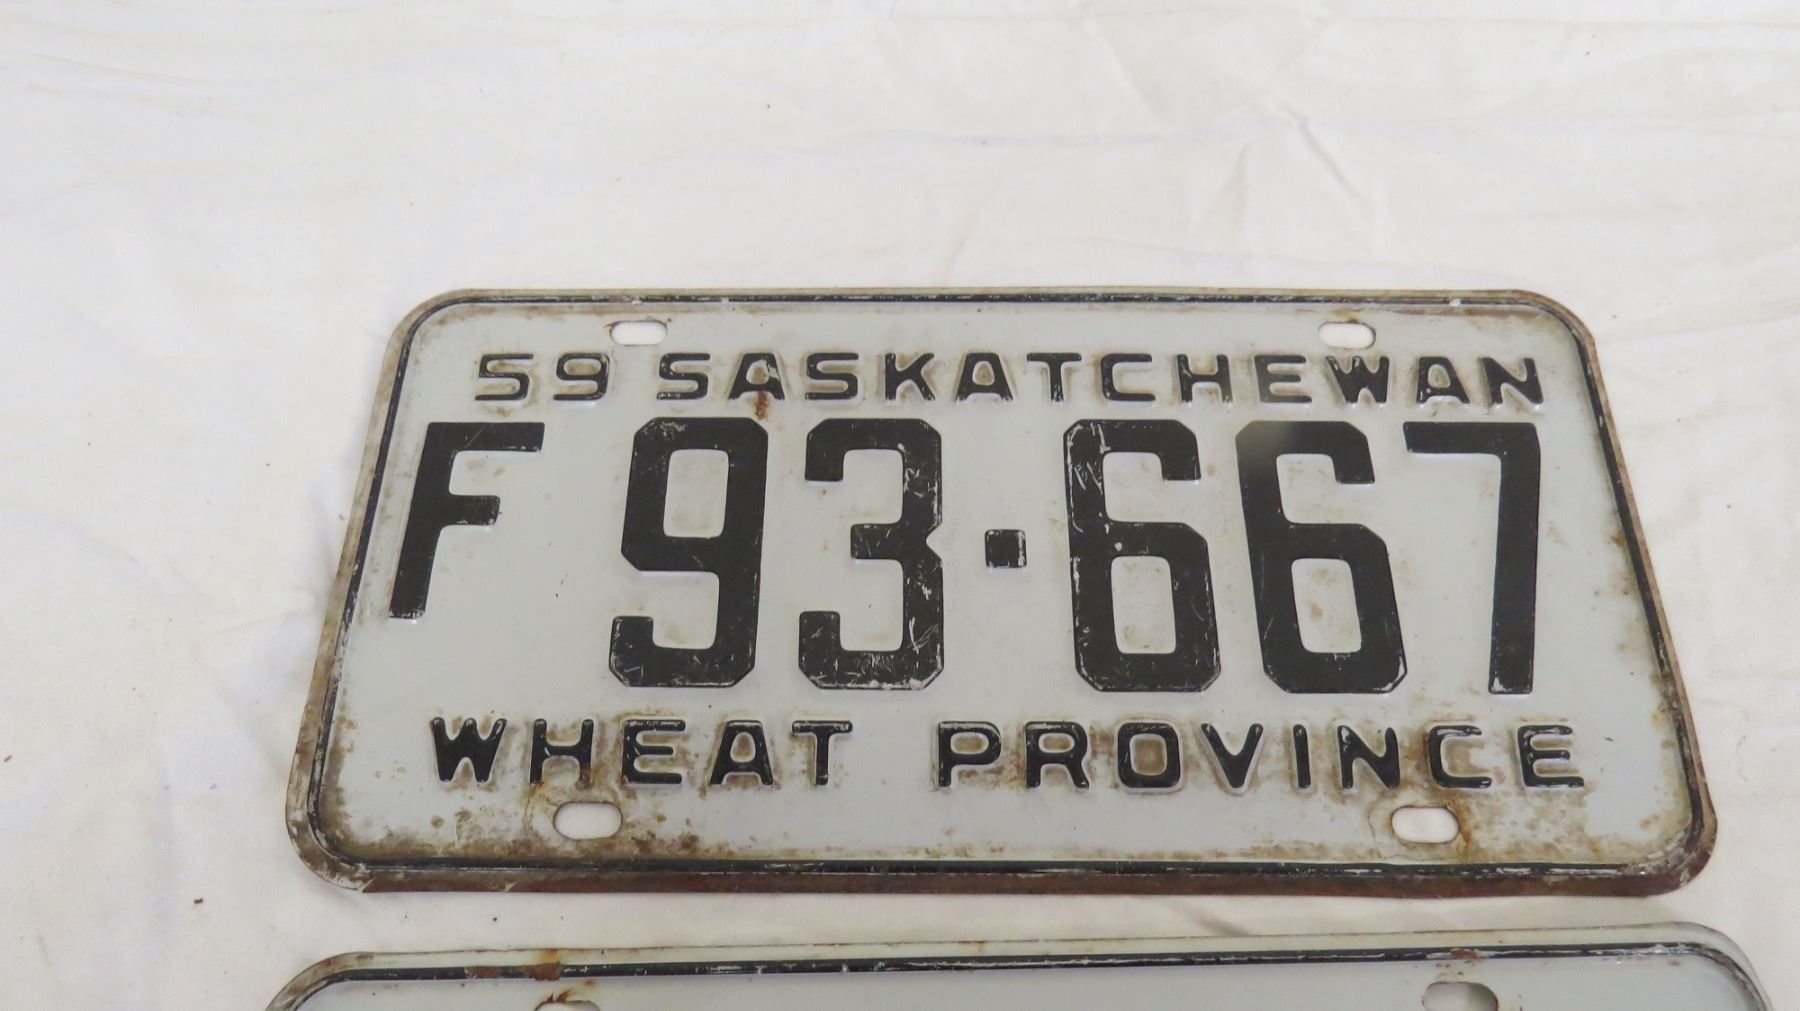 59 SASKATCHEWAN
F 93·667
WHEAT PROVINCE